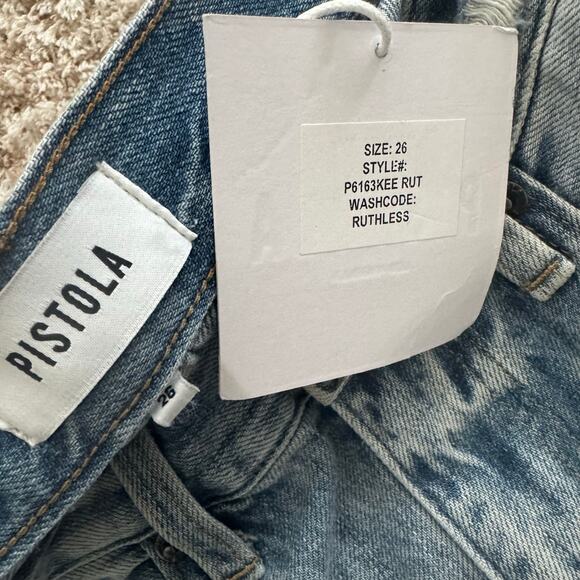 SIZE: 26
STYLE#:
P6163KEE RUT
WASHCODE:
RUTHLESS
PISTOLA
26